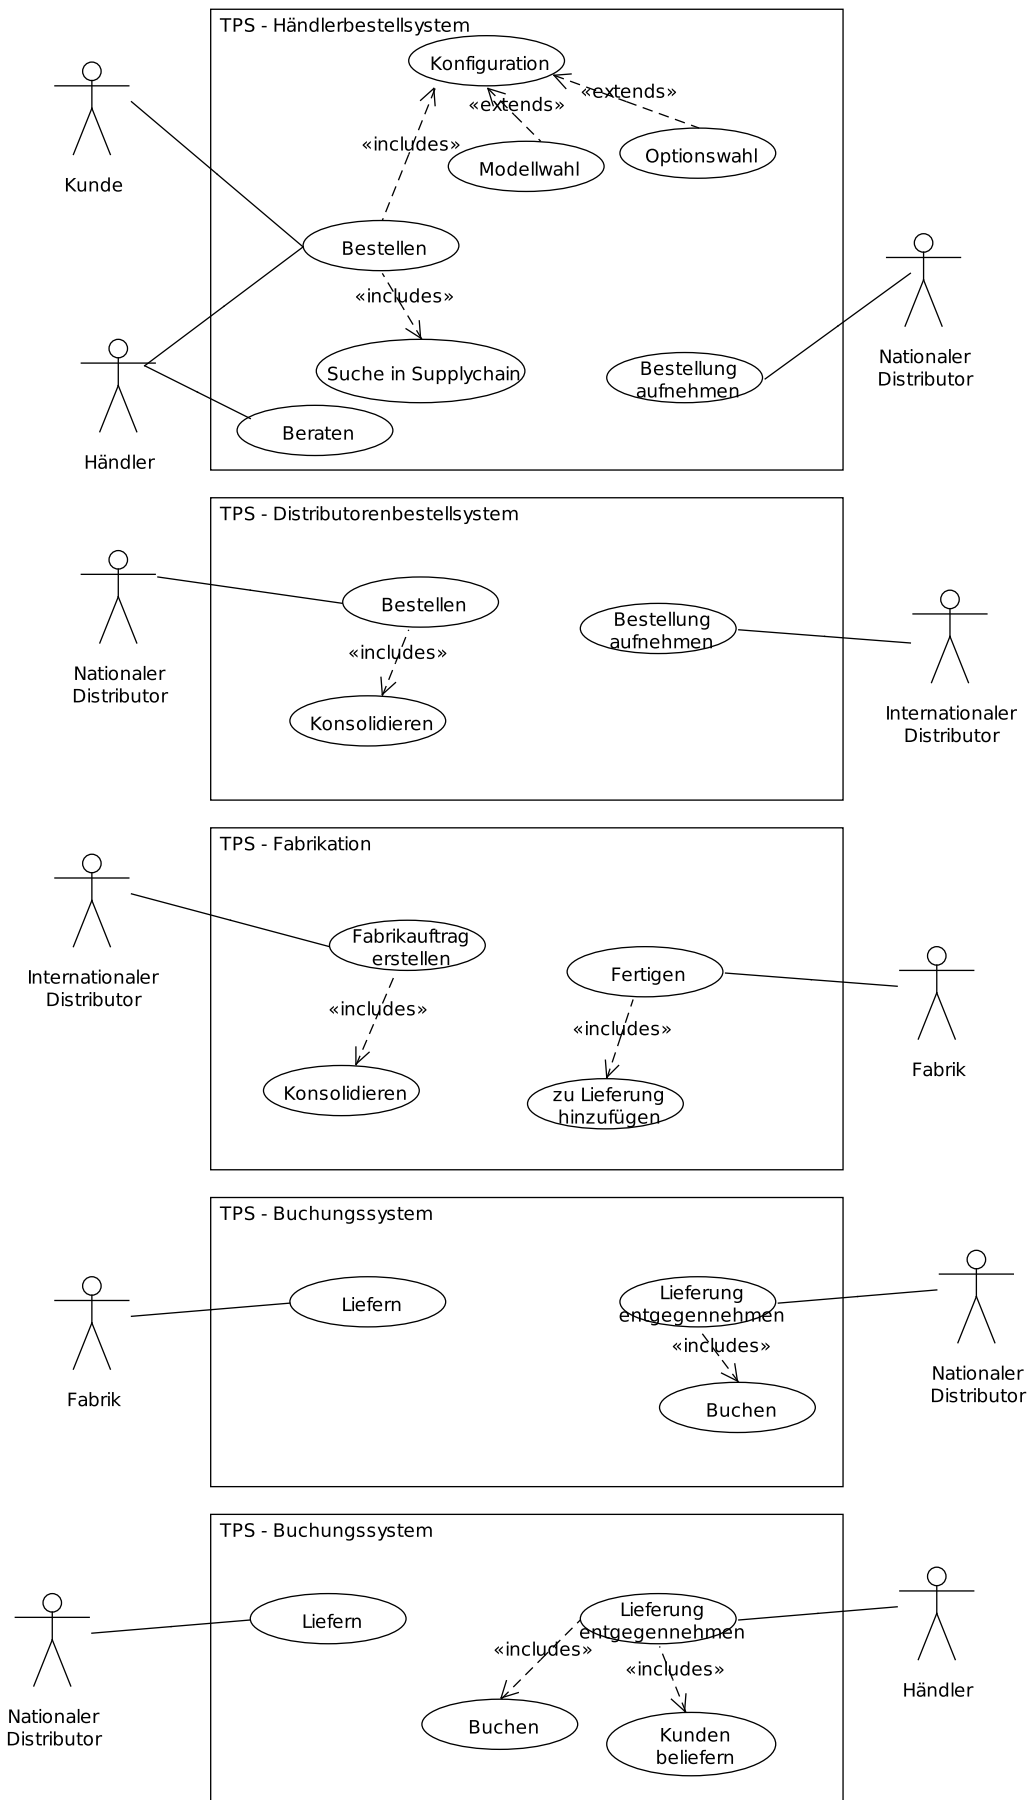 TPS - Händlerbestellsystem
Konfiguration
«extends»
«extends»
«includes»
Modellwahl
Optionswahl
Kunde
Bestellen
«includes»
Suche in Supplychain
Bestellung
aufnehmen
Nationaler
Distributor
Beraten
Händler
TPS - Distributorenbestellsystem
Bestellen
«includes»
Konsolidieren
Bestellung
aufnehmen
Nationaler
Distributor
Internationaler
Distributor
TPS - Fabrikation
Fabrikauftrag
erstellen
«includes»
Konsolidieren
Fertigen
«includes»
zu Lieferung
hinzufügen
Internationaler
Distributor
Fabrik
TPS - Buchungssystem
Liefern
Lieferung
entgegennehmen
«includes»
Buchen
Fabrik
Nationaler
Distributor
TPS - Buchungssystem
Liefern
Lieferung
entgegennehmen
«includes»
«includes»
Buchen
Kunden
beliefern
Nationaler
Distributor
Händler